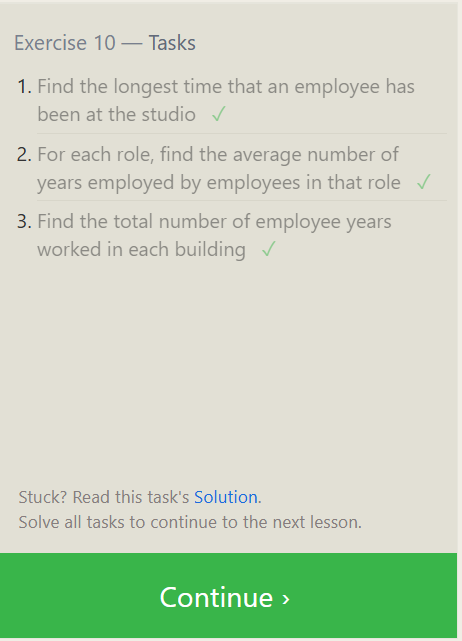 Exercise 10 — Tasks
1. Find the longest time that an employee has
been at the studio ✓
2. For each role, find the average number of
years employed by employees in that role ✓
3. Find the total number of employee years
worked in each building ✓
Stuck? Read this task's Solution.
Solve all tasks to continue to the next lesson.
Continue ›